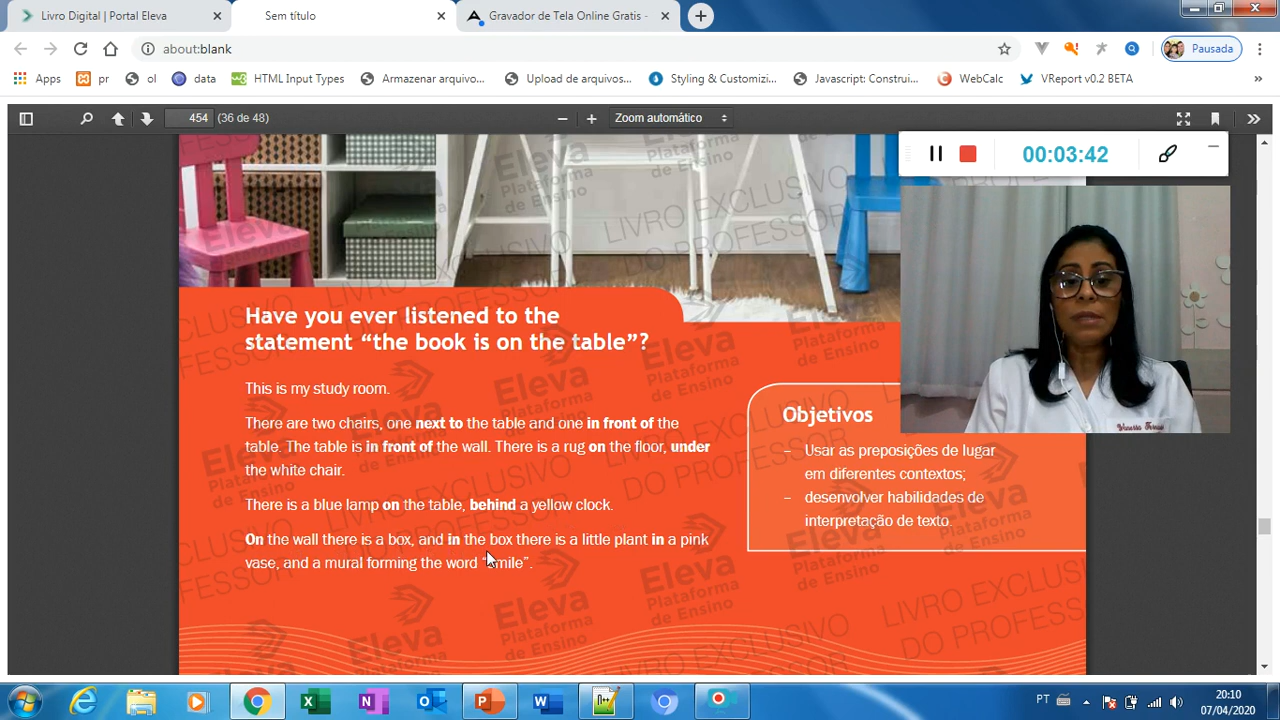 Livro Digital | Portal Eleva
Sem título
Gravador de Tela Online Gratis -
about:blank
Pausada
Apps
pr
ol
data
HTML Input Types
Armazenar arquivo...
Upload de arquivos...
Styling & Customizi...
Javascript: Construi...
WebCalc
VReport v0.2 BETA
454 (36 de 48)
Zoom automático
00:03:42
Have you ever listened to the
statement “the book is on the table”?
This is my study room.
There are two chairs, one next to the table and one in front of the
table. The table is in front of the wall. There is a rug on the floor, under
the white chair.
There is a blue lamp on the table, behind a yellow clock.
On the wall there is a box, and in the box there is a little plant in a pink
vase, and a mural forming the word “smile”.
Objetivos
– Usar as preposições de lugar
em diferentes contextos;
– desenvolver habilidades de
interpretação de texto.
Eleva
Plataforma
de Ensino
LIVRO EXCLUSIVO
DO PROFESSOR
PT
20:10
07/04/2020